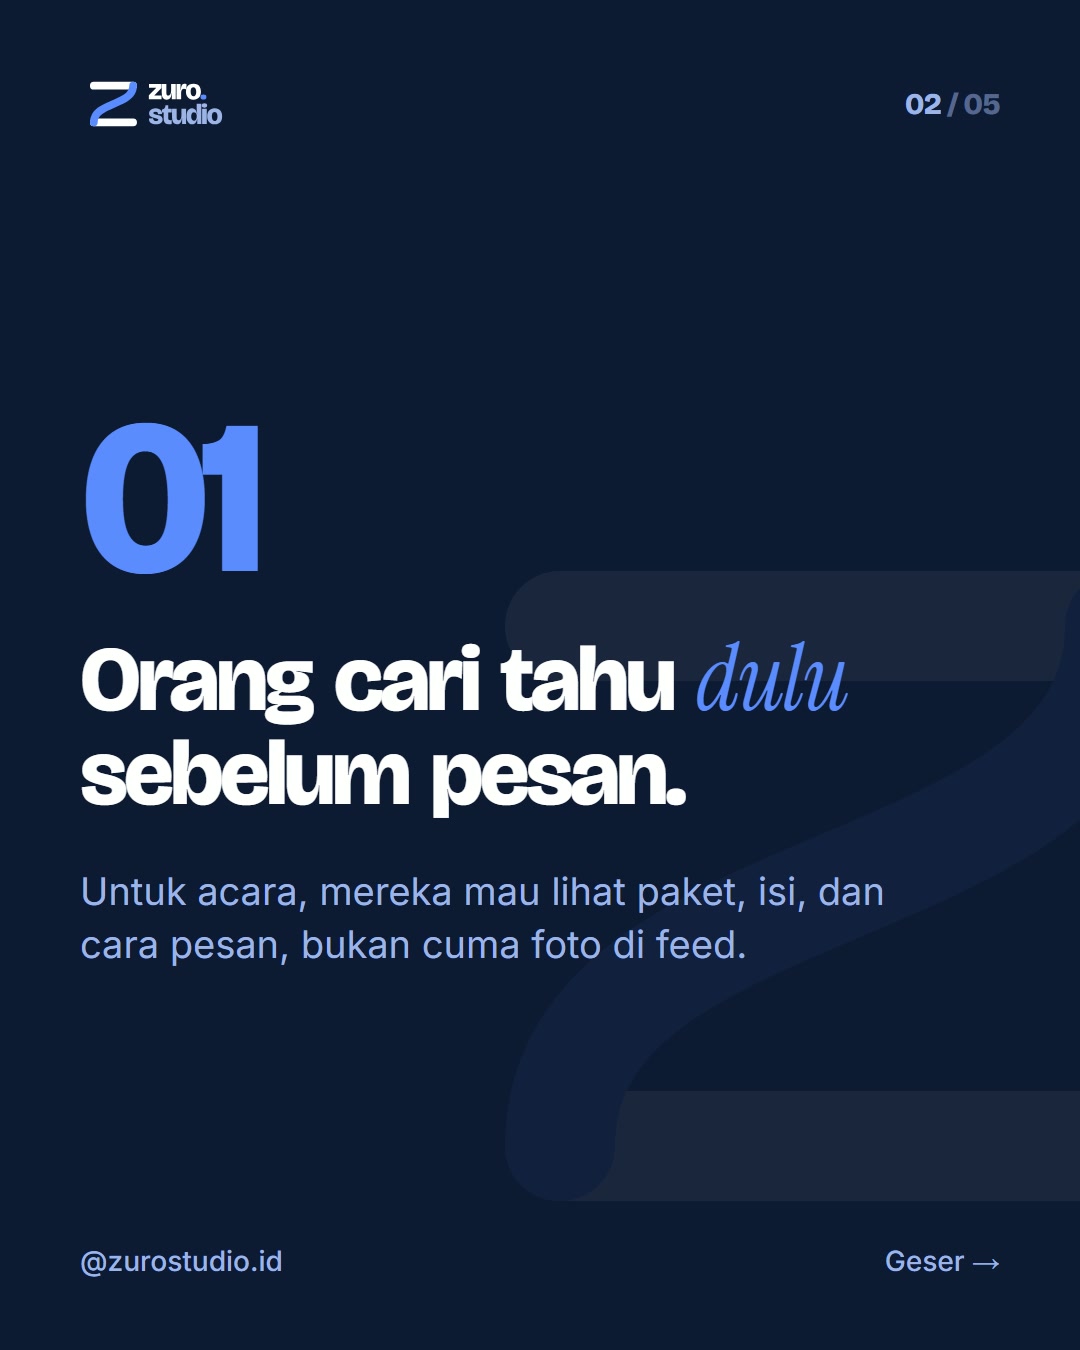 zuro.
studio
02 / 05
01
Orang cari tahu dulu
sebelum pesan.
Untuk acara, mereka mau lihat paket, isi, dan
cara pesan, bukan cuma foto di feed.
@zurostudio.id
Geser →